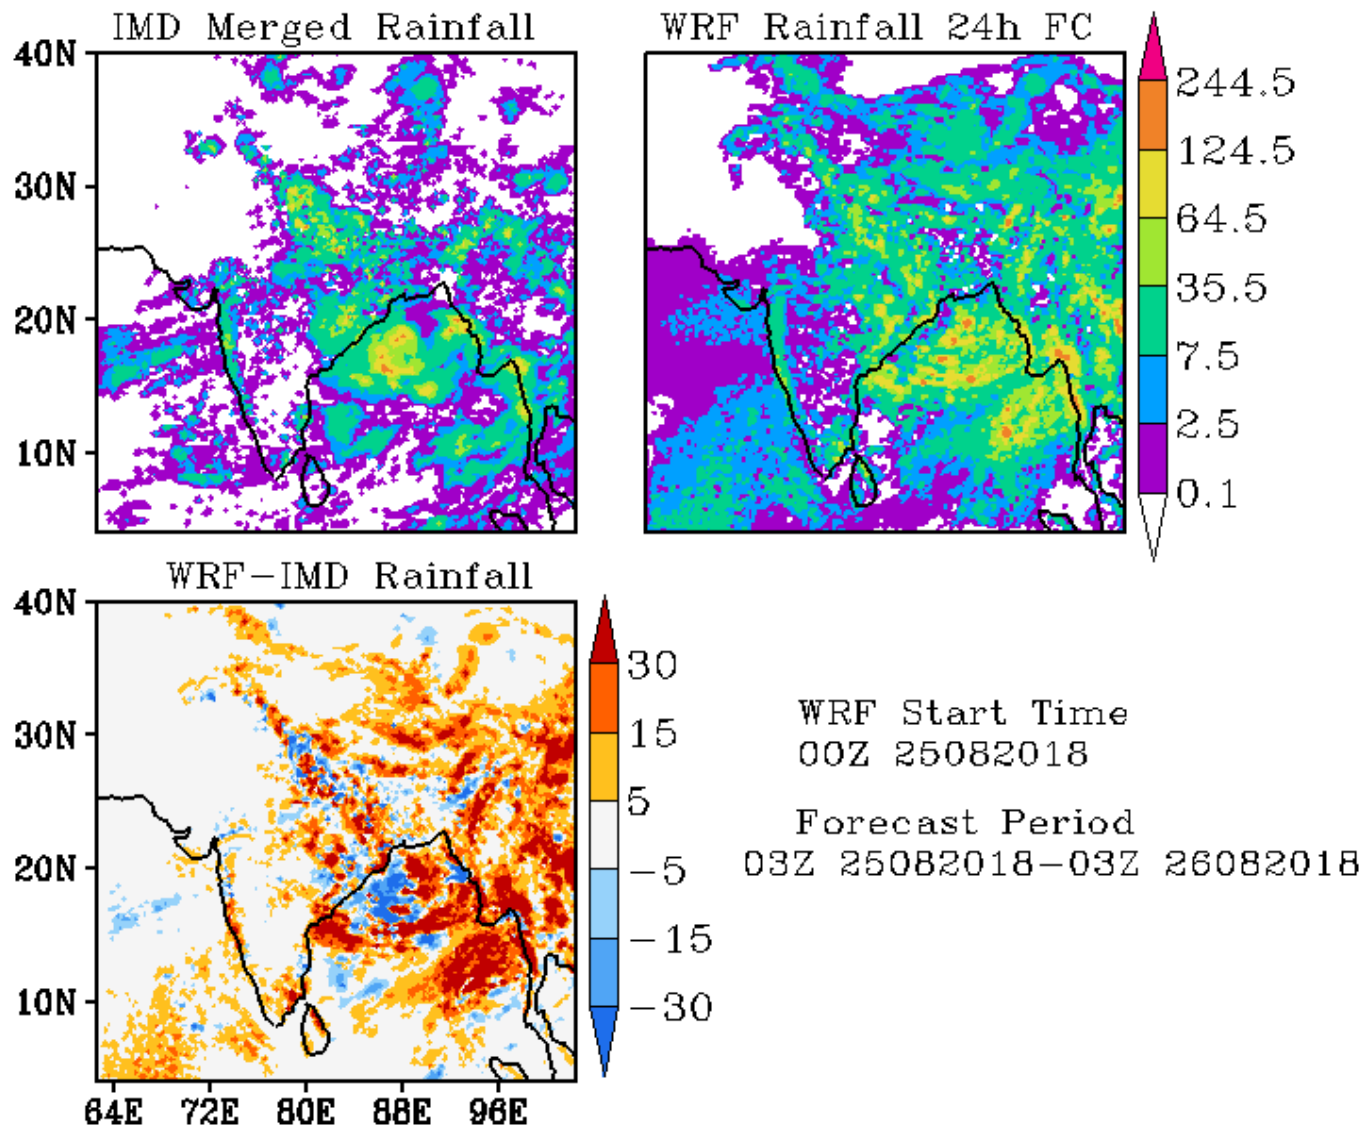 IMD Merged Rainfall
WRF Rainfall 24h FC
40N
30N
20N
10N
244.5
124.5
64.5
35.5
7.5
2.5
0.1
WRF-IMD Rainfall
40N
30N
20N
10N
64E 72E 80E 88E 96E
30
15
5
-5
-15
-30
WRF Start Time
00Z 25082018
Forecast Period
03Z 25082018-03Z 26082018